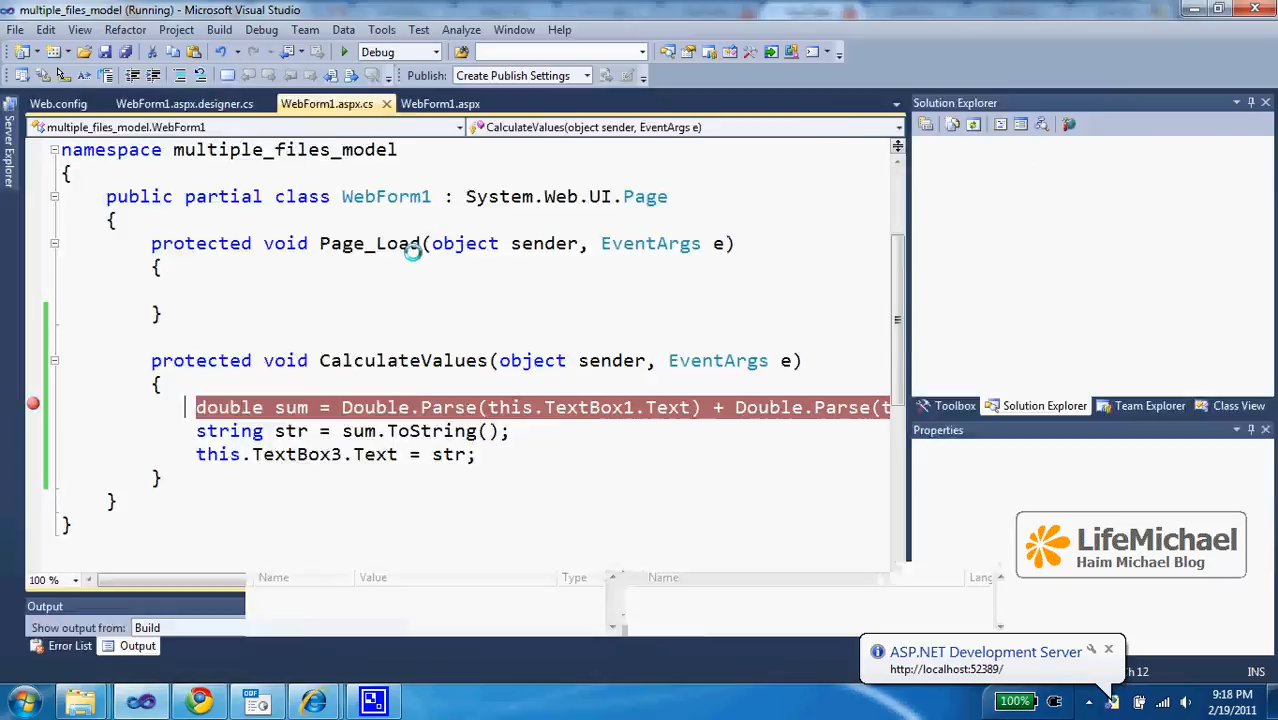 multiple_files_model (Running) - Microsoft Visual Studio
File Edit View Refactor Project Build Debug Team Data Tools Test Analyze Window Help
Debug
Publish: Create Publish Settings
Server Explorer
Web.config WebForm1.aspx.designer.cs WebForm1.aspx.cs WebForm1.aspx
Solution Explorer
multiple_files_model.WebForm1 CalculateValues(object sender, EventArgs e)
namespace multiple_files_model
{
public partial class WebForm1 : System.Web.UI.Page
{
protected void Page_Load(object sender, EventArgs e)
{
}
protected void CalculateValues(object sender, EventArgs e)
{
double sum = Double.Parse(this.TextBox1.Text) + Double.Parse(t
string str = sum.ToString();
this.TextBox3.Text = str;
}
}
}
Toolbox Solution Explorer Team Explorer Class View
Properties
LifeMichael
Haim Michael Blog
100 %
Name Value Type Name Lang
Output
Show output from: Build
Error List Output
ASP.NET Development Server
http://localhost:52389/
Ch 12 INS
100% 9:18 PM
2/19/2011